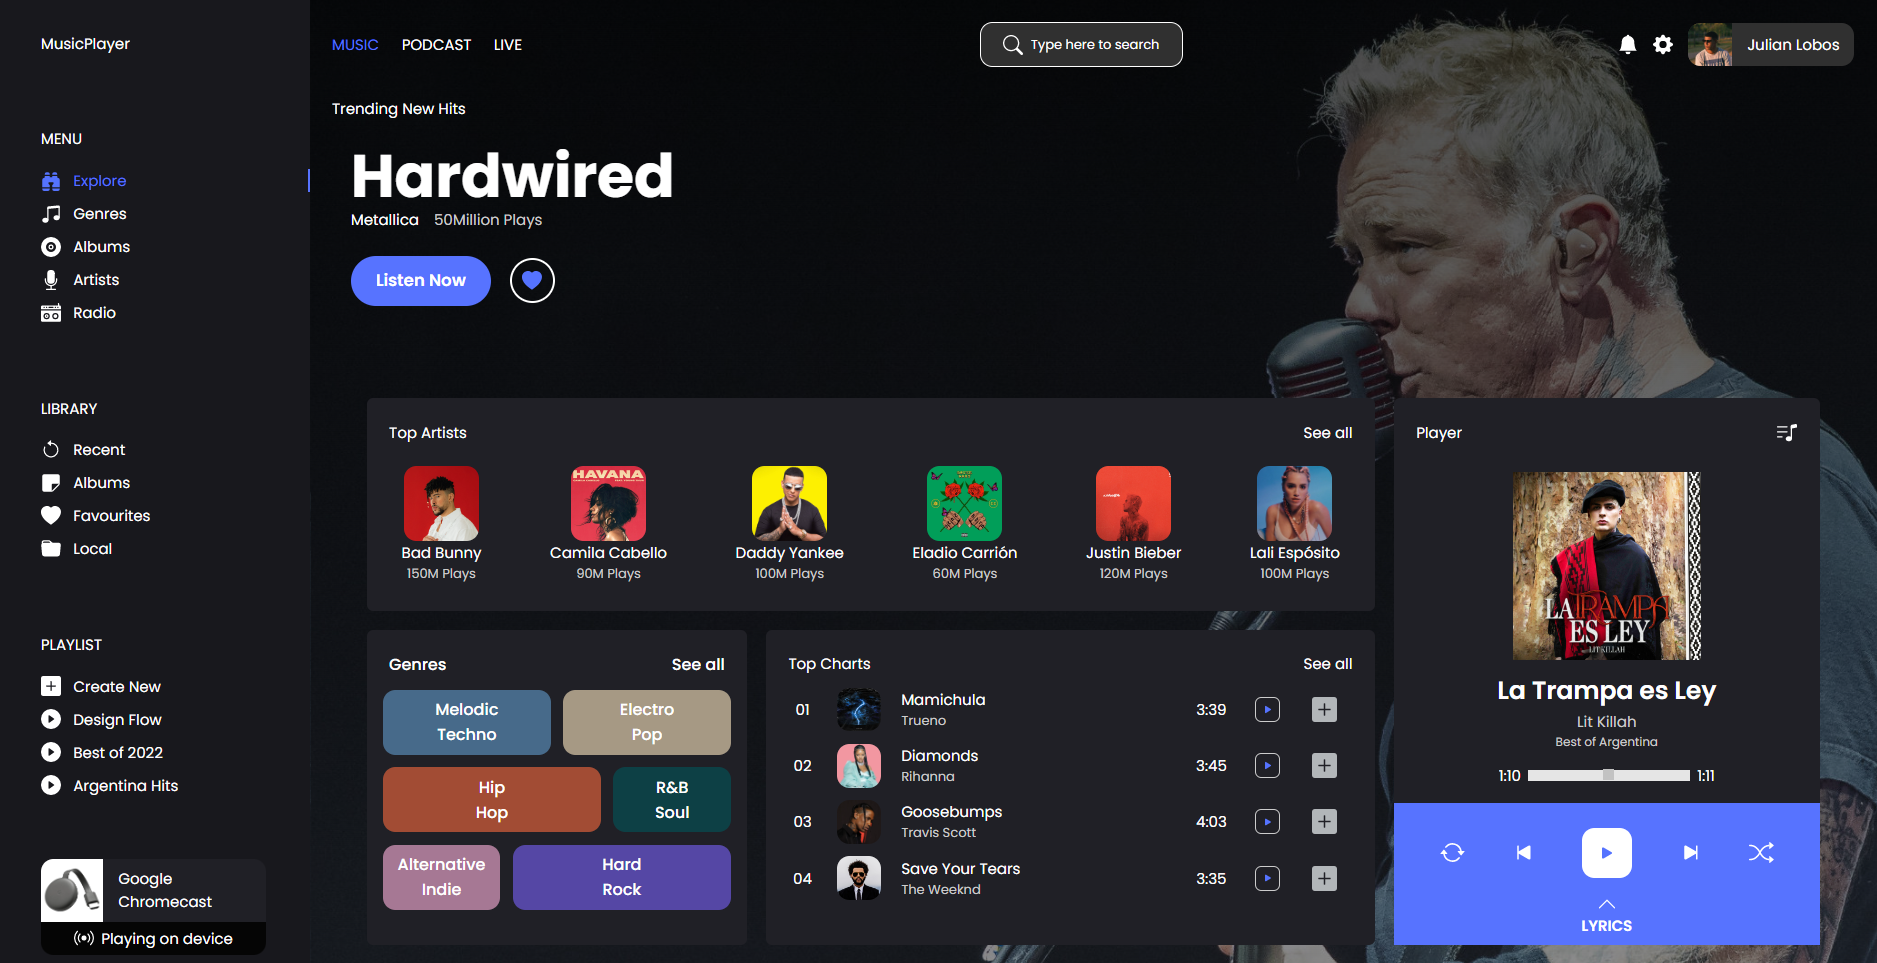 MusicPlayer
MENU
Explore
Genres
Albums
Artists
Radio
LIBRARY
Recent
Albums
Favourites
Local
PLAYLIST
Create New
Design Flow
Best of 2022
Argentina Hits
Google
Chromecast
Playing on device
MUSIC PODCAST LIVE
Type here to search
Julian Lobos
Trending New Hits
Hardwired
Metallica 50Million Plays
Listen Now
Top Artists See all
HAVANA
Bad Bunny
150M Plays
Camila Cabello
90M Plays
Daddy Yankee
100M Plays
Eladio Carrión
60M Plays
Justin Bieber
120M Plays
Lali Espósito
100M Plays
Genres See all
Melodic
Techno
Electro
Pop
Hip
Hop
R&B
Soul
Alternative
Indie
Hard
Rock
Top Charts See all
01 Mamichula 3:39
Trueno
02 Diamonds 3:45
Rihanna
03 Goosebumps 4:03
Travis Scott
04 Save Your Tears 3:35
The Weeknd
Player
LA TRAMPA
ES LEY
LIT KILLAH
La Trampa es Ley
Lit Killah
Best of Argentina
1:10 1:11
LYRICS